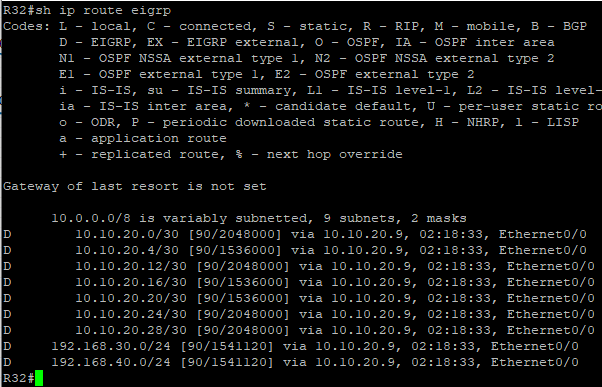 R32#sh ip route eigrp
Codes: L - local, C - connected, S - static, R - RIP, M - mobile, B - BGP
       D - EIGRP, EX - EIGRP external, O - OSPF, IA - OSPF inter area
       N1 - OSPF NSSA external type 1, N2 - OSPF NSSA external type 2
       E1 - OSPF external type 1, E2 - OSPF external type 2
       i - IS-IS, su - IS-IS summary, L1 - IS-IS level-1, L2 - IS-IS level-
       ia - IS-IS inter area, * - candidate default, U - per-user static ro
       o - ODR, P - periodic downloaded static route, H - NHRP, l - LISP
       a - application route
       + - replicated route, % - next hop override

Gateway of last resort is not set

      10.0.0.0/8 is variably subnetted, 9 subnets, 2 masks
D        10.10.20.0/30 [90/2048000] via 10.10.20.9, 02:18:33, Ethernet0/0
D        10.10.20.4/30 [90/1536000] via 10.10.20.9, 02:18:33, Ethernet0/0
D        10.10.20.12/30 [90/2048000] via 10.10.20.9, 02:18:33, Ethernet0/0
D        10.10.20.16/30 [90/1536000] via 10.10.20.9, 02:18:33, Ethernet0/0
D        10.10.20.20/30 [90/1536000] via 10.10.20.9, 02:18:33, Ethernet0/0
D        10.10.20.24/30 [90/2048000] via 10.10.20.9, 02:18:33, Ethernet0/0
D        10.10.20.28/30 [90/2048000] via 10.10.20.9, 02:18:33, Ethernet0/0
D     192.168.30.0/24 [90/1541120] via 10.10.20.9, 02:18:33, Ethernet0/0
D     192.168.40.0/24 [90/1541120] via 10.10.20.9, 02:18:33, Ethernet0/0
R32#